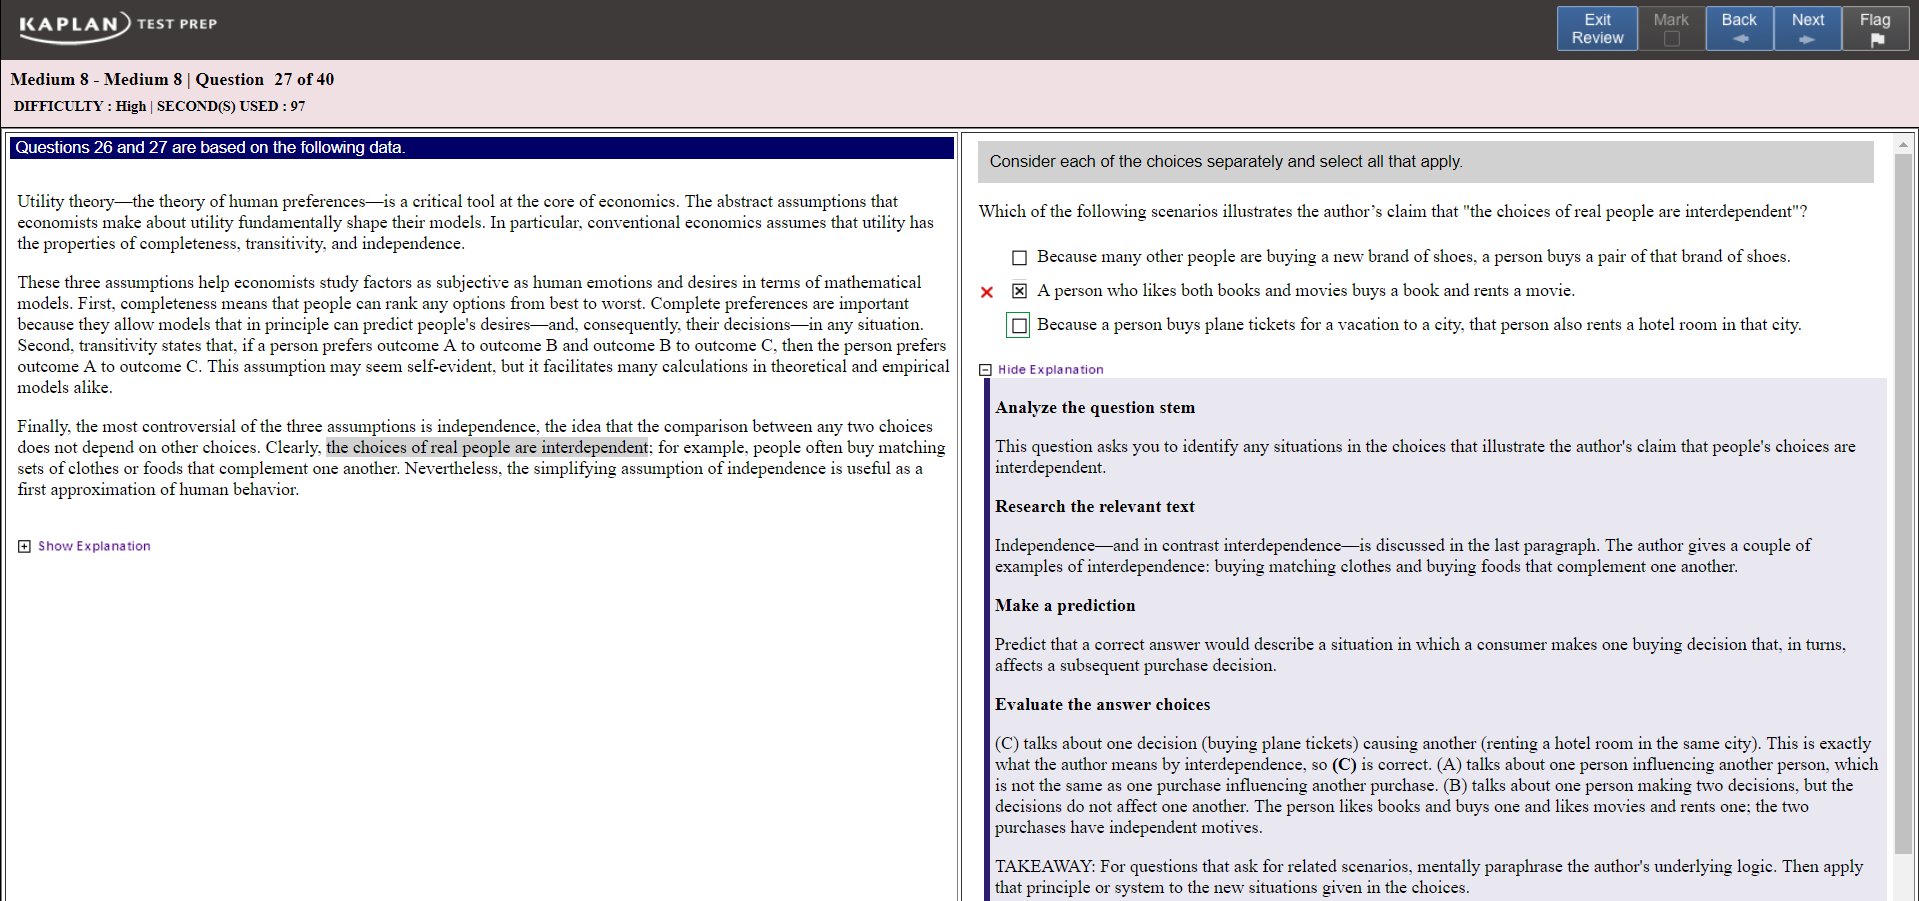 KAPLAN TEST PREP
Exit Review
Mark
Back
Next
Flag
Medium 8 - Medium 8 | Question 27 of 40
DIFFICULTY : High | SECOND(S) USED : 97
Questions 26 and 27 are based on the following data.
Utility theory—the theory of human preferences—is a critical tool at the core of economics. The abstract assumptions that
economists make about utility fundamentally shape their models. In particular, conventional economics assumes that utility has
the properties of completeness, transitivity, and independence.
These three assumptions help economists study factors as subjective as human emotions and desires in terms of mathematical
models. First, completeness means that people can rank any options from best to worst. Complete preferences are important
because they allow models that in principle can predict people's desires—and, consequently, their decisions—in any situation.
Second, transitivity states that, if a person prefers outcome A to outcome B and outcome B to outcome C, then the person prefers
outcome A to outcome C. This assumption may seem self-evident, but it facilitates many calculations in theoretical and empirical
models alike.
Finally, the most controversial of the three assumptions is independence, the idea that the comparison between any two choices
does not depend on other choices. Clearly, the choices of real people are interdependent; for example, people often buy matching
sets of clothes or foods that complement one another. Nevertheless, the simplifying assumption of independence is useful as a
first approximation of human behavior.
Show Explanation
Consider each of the choices separately and select all that apply.
Which of the following scenarios illustrates the author’s claim that "the choices of real people are interdependent"?
Because many other people are buying a new brand of shoes, a person buys a pair of that brand of shoes.
A person who likes both books and movies buys a book and rents a movie.
Because a person buys plane tickets for a vacation to a city, that person also rents a hotel room in that city.
Hide Explanation
Analyze the question stem
This question asks you to identify any situations in the choices that illustrate the author's claim that people's choices are
interdependent.
Research the relevant text
Independence—and in contrast interdependence—is discussed in the last paragraph. The author gives a couple of
examples of interdependence: buying matching clothes and buying foods that complement one another.
Make a prediction
Predict that a correct answer would describe a situation in which a consumer makes one buying decision that, in turns,
affects a subsequent purchase decision.
Evaluate the answer choices
(C) talks about one decision (buying plane tickets) causing another (renting a hotel room in the same city). This is exactly
what the author means by interdependence, so (C) is correct. (A) talks about one person influencing another person, which
is not the same as one purchase influencing another purchase. (B) talks about one person making two decisions, but the
decisions do not affect one another. The person likes books and buys one and likes movies and rents one; the two
purchases have independent motives.
TAKEAWAY: For questions that ask for related scenarios, mentally paraphrase the author's underlying logic. Then apply
that principle or system to the new situations given in the choices.